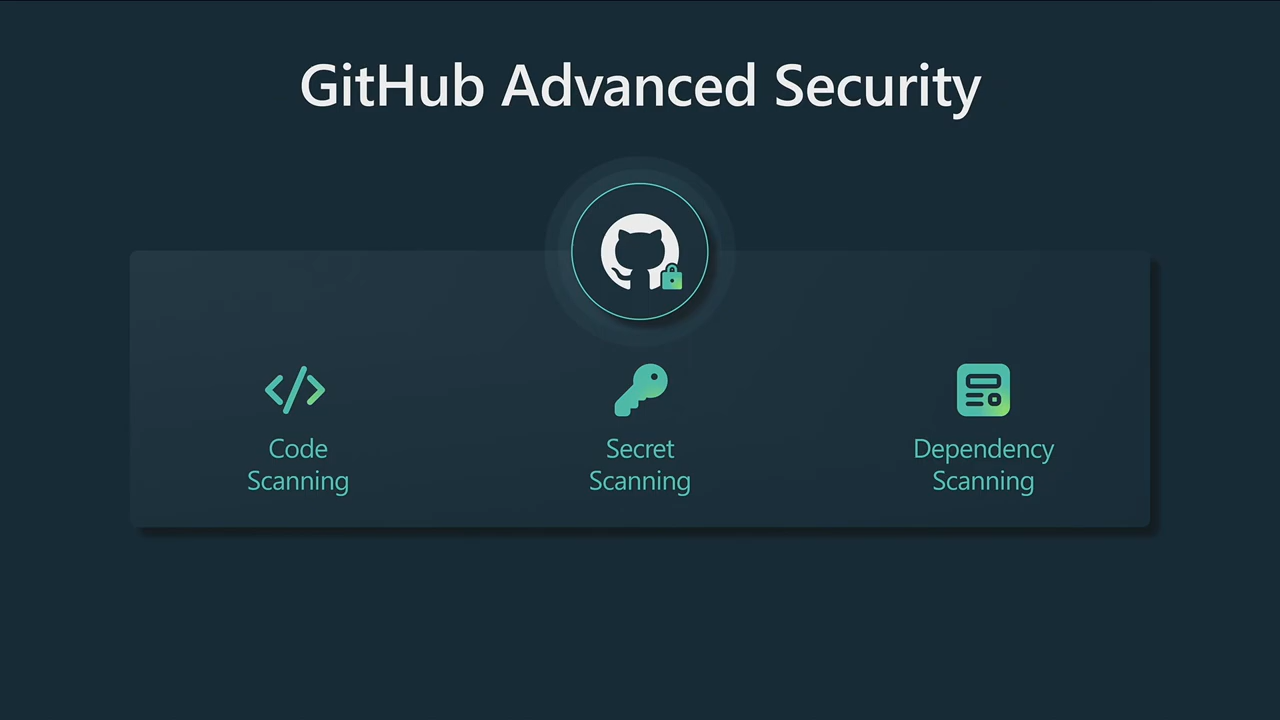 GitHub Advanced Security
Code
Scanning
Secret
Scanning
Dependency
Scanning